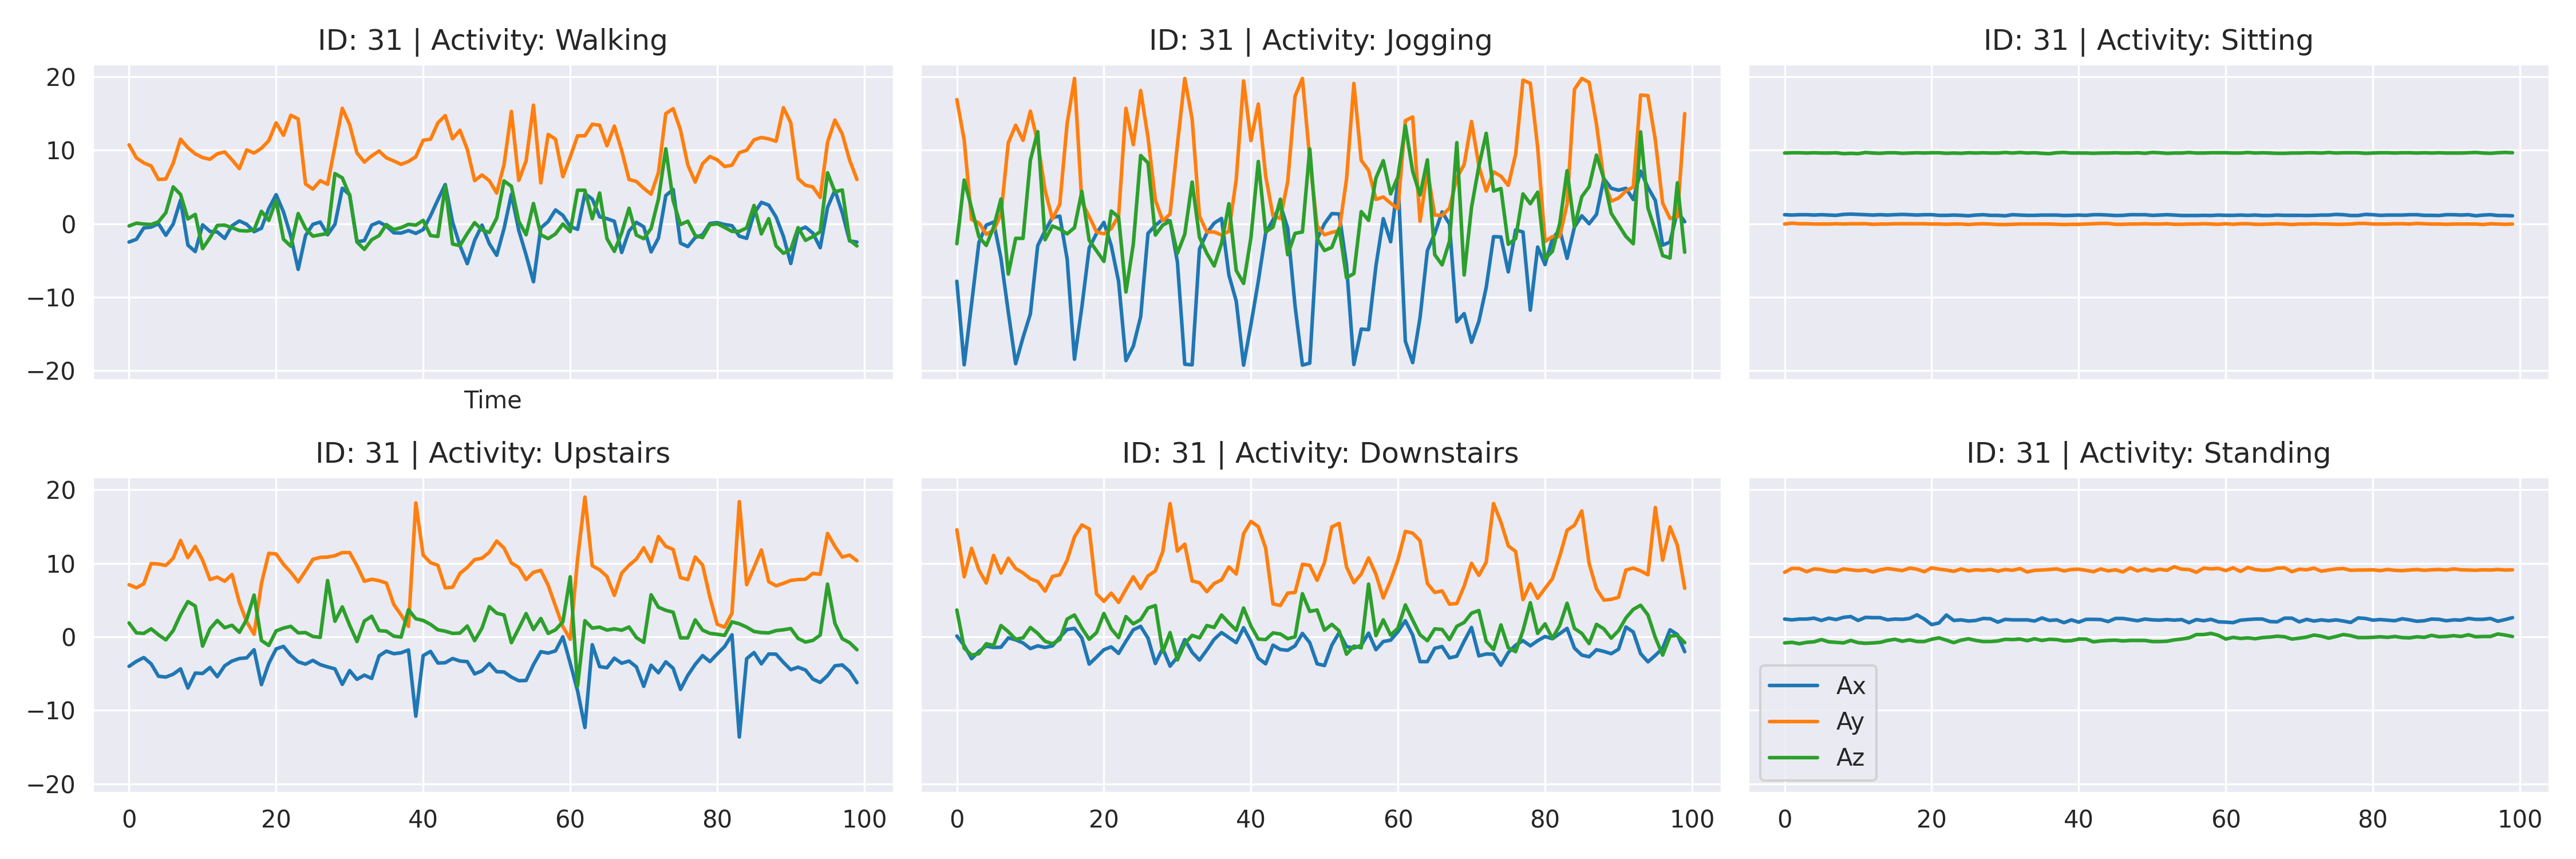 ID: 31 | Activity: Walking
ID: 31 | Activity: Jogging
ID: 31 | Activity: Sitting
20
10
0
−10
−20
Time
ID: 31 | Activity: Upstairs
ID: 31 | Activity: Downstairs
ID: 31 | Activity: Standing
20
10
0
−10
−20
Ax
Ay
Az
0 20 40 60 80 100
0 20 40 60 80 100
0 20 40 60 80 100